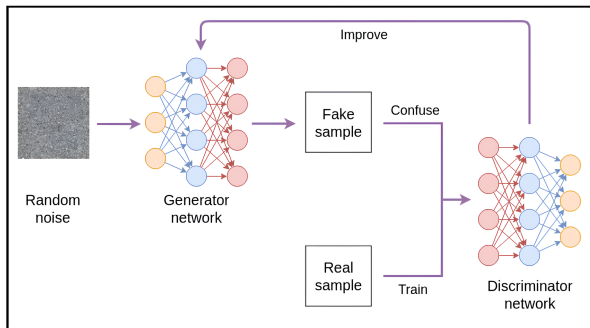 Improve
Fake
sample
Confuse
Random
noise
Generator
network
Real
sample
Train
Discriminator
network